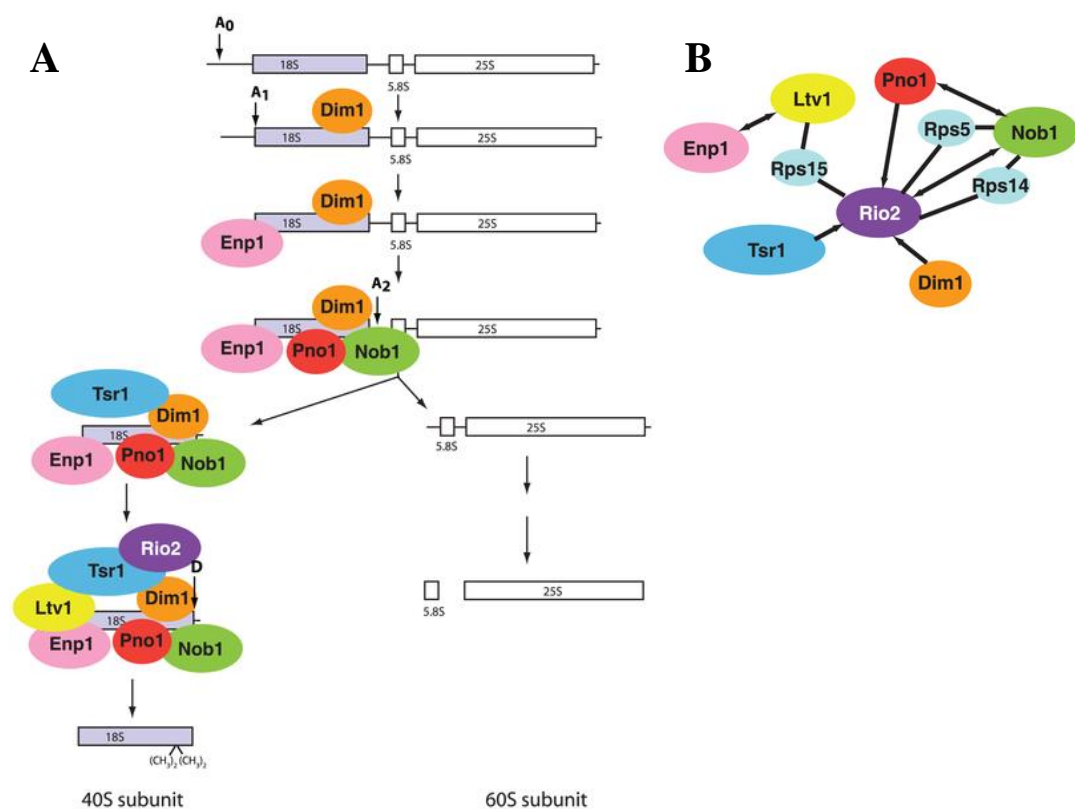 A
A0
18S
5.8S
25S
A1
Dim1
5.8S
Dim1
18S
25S
Enp1
5.8S
A2
Dim1
18S
25S
Enp1
Pno1
Nob1
Tsr1
Dim1
18S
Enp1
Pno1
Nob1
5.8S
25S
Rio2
Tsr1
D
Ltv1
Dim1
18S
Enp1
Pno1
Nob1
5.8S
25S
18S
(CH3)2 (CH3)2
40S subunit
60S subunit
B
Pno1
Ltv1
Rps5
Nob1
Enp1
Rps15
Rps14
Rio2
Tsr1
Dim1